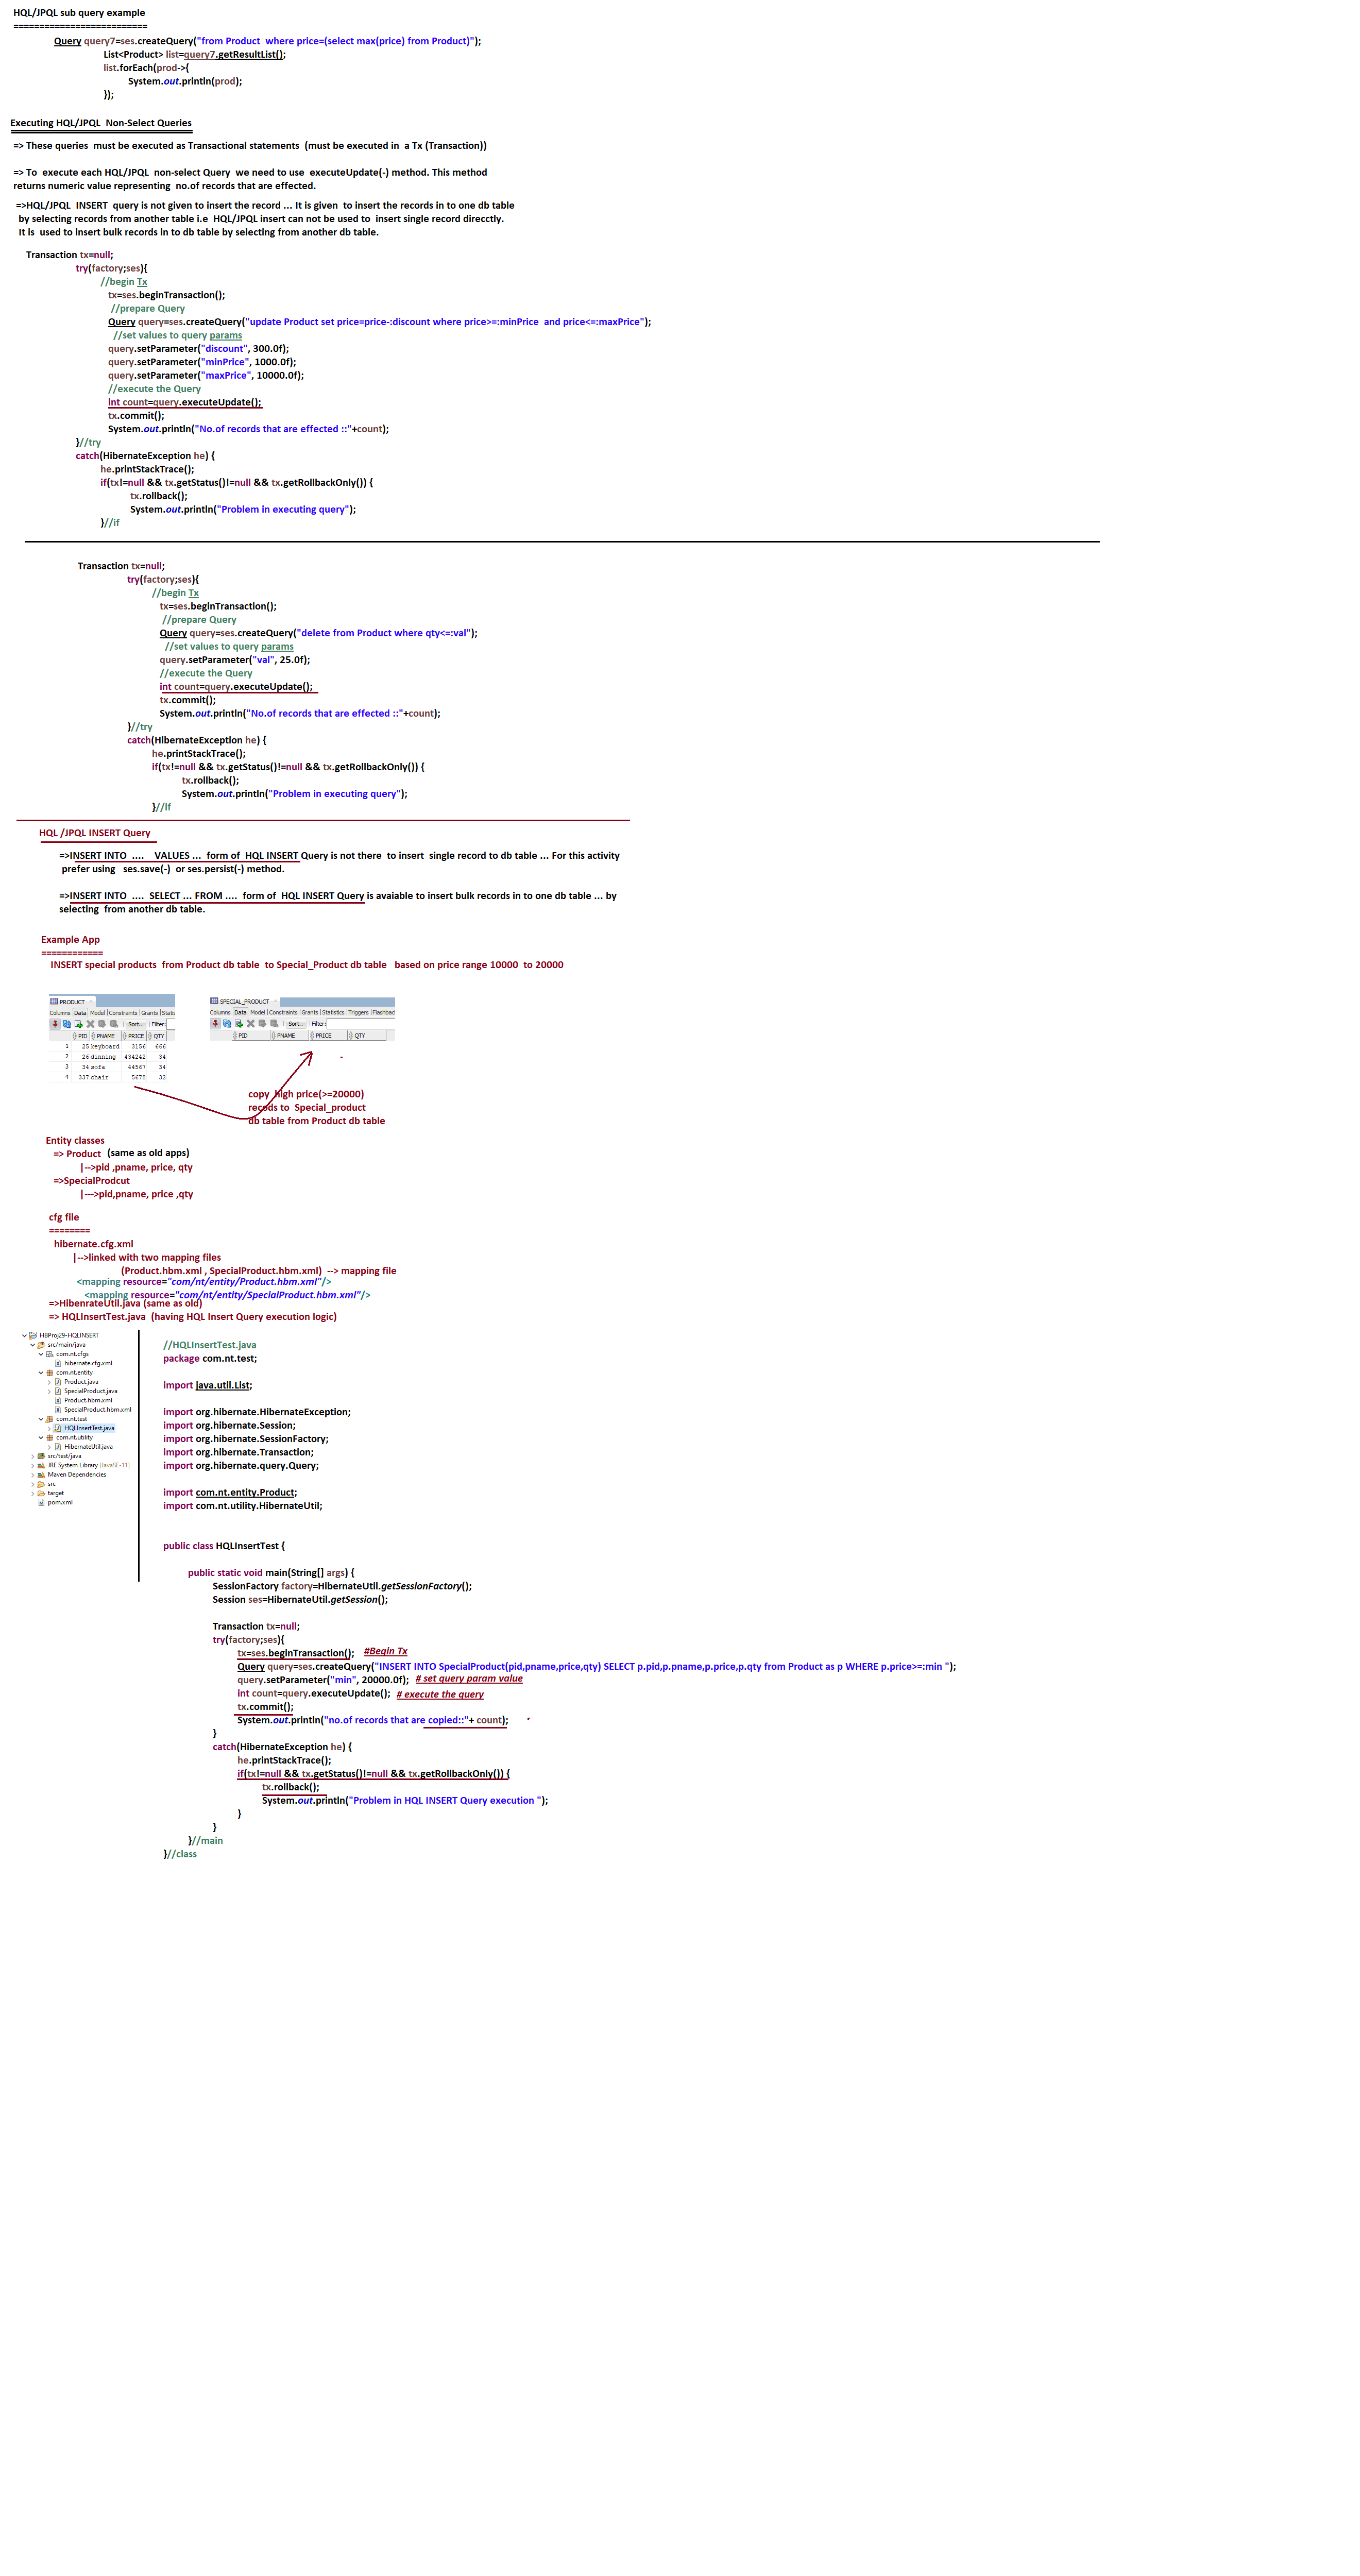 HQL/JPQL sub query example
==========================
Query query7=ses.createQuery("from Product  where price=(select max(price) from Product)");
List<Product> list=query7.getResultList();
list.forEach(prod->{
System.out.println(prod);
});
Executing HQL/JPQL  Non-Select Queries
=> These queries  must be executed as Transactional statements  (must be executed in  a Tx (Transaction))
=> To  execute each HQL/JPQL  non-select Query  we need to use  executeUpdate(-) method. This method
returns numeric value representing  no.of records that are effected.
=>HQL/JPQL  INSERT  query is not given to insert the record ... It is given  to insert the records in to one db table
by selecting records from another table i.e  HQL/JPQL insert can not be used to  insert single record direcctly.
It is  used to insert bulk records in to db table by selecting from another db table.
Transaction tx=null;
try(factory;ses){
//begin Tx
tx=ses.beginTransaction();
//prepare Query
Query query=ses.createQuery("update Product set price=price-:discount where price>=:minPrice  and price<=:maxPrice");
//set values to query params
query.setParameter("discount", 300.0f);
query.setParameter("minPrice", 1000.0f);
query.setParameter("maxPrice", 10000.0f);
//execute the Query
int count=query.executeUpdate();
tx.commit();
System.out.println("No.of records that are effected ::"+count);
}//try
catch(HibernateException he) {
he.printStackTrace();
if(tx!=null && tx.getStatus()!=null && tx.getRollbackOnly()) {
tx.rollback();
System.out.println("Problem in executing query");
}//if
Transaction tx=null;
try(factory;ses){
//begin Tx
tx=ses.beginTransaction();
//prepare Query
Query query=ses.createQuery("delete from Product where qty<=:val");
//set values to query params
query.setParameter("val", 25.0f);
//execute the Query
int count=query.executeUpdate();
tx.commit();
System.out.println("No.of records that are effected ::"+count);
}//try
catch(HibernateException he) {
he.printStackTrace();
if(tx!=null && tx.getStatus()!=null && tx.getRollbackOnly()) {
tx.rollback();
System.out.println("Problem in executing query");
}//if
HQL /JPQL INSERT Query
=>INSERT INTO  ....    VALUES ...  form of  HQL INSERT Query is not there  to insert  single record to db table ... For this activity
prefer using   ses.save(-)  or ses.persist(-) method.
=>INSERT INTO  ....  SELECT ... FROM ....  form of  HQL INSERT Query is avaiable to insert bulk records in to one db table ... by
selecting  from another db table.
Example App
============
INSERT special products  from Product db table  to Special_Product db table   based on price range 10000  to 20000
PRODUCT
Columns Data Model Constraints Grants Statis
Sort.. Filter:
PID PNAME PRICE QTY
1 25 keyboard 3156 666
2 26 dinning 434242 34
3 34 sofa 44567 34
4 337 chair 5678 32
SPECIAL_PRODUCT
Columns Data Model Constraints Grants Statistics Triggers Flashbac
Sort.. Filter:
PID PNAME PRICE QTY
copy  high price(>=20000)
recods to  Special_product
db table from Product db table
Entity classes
=> Product  (same as old apps)
|-->pid ,pname, price, qty
=>SpecialProdcut
|--->pid,pname, price ,qty
cfg file
========
hibernate.cfg.xml
|-->linked with two mapping files
(Product.hbm.xml , SpecialProduct.hbm.xml)  --> mapping file
<mapping resource="com/nt/entity/Product.hbm.xml"/>
<mapping resource="com/nt/entity/SpecialProduct.hbm.xml"/>
=>HibenrateUtil.java (same as old)
=> HQLInsertTest.java  (having HQL Insert Query execution logic)
HBProj29-HQLINSERT
src/main/java
com.nt.cfgs
hibernate.cfg.xml
com.nt.entity
Product.java
SpecialProduct.java
Product.hbm.xml
SpecialProduct.hbm.xml
com.nt.test
HQLInsertTest.java
com.nt.utility
HibernateUtil.java
src/test/java
JRE System Library [JavaSE-11]
Maven Dependencies
src
target
pom.xml
//HQLInsertTest.java
package com.nt.test;
import java.util.List;
import org.hibernate.HibernateException;
import org.hibernate.Session;
import org.hibernate.SessionFactory;
import org.hibernate.Transaction;
import org.hibernate.query.Query;
import com.nt.entity.Product;
import com.nt.utility.HibernateUtil;
public class HQLInsertTest {
public static void main(String[] args) {
SessionFactory factory=HibernateUtil.getSessionFactory();
Session ses=HibernateUtil.getSession();
Transaction tx=null;
try(factory;ses){
tx=ses.beginTransaction();   #Begin Tx
Query query=ses.createQuery("INSERT INTO SpecialProduct(pid,pname,price,qty) SELECT p.pid,p.pname,p.price,p.qty from Product as p WHERE p.price>=:min ");
query.setParameter("min", 20000.0f);  # set query param value
int count=query.executeUpdate();  # execute the query
tx.commit();
System.out.println("no.of records that are copied::"+ count);
}
catch(HibernateException he) {
he.printStackTrace();
if(tx!=null && tx.getStatus()!=null && tx.getRollbackOnly()) {
tx.rollback();
System.out.println("Problem in HQL INSERT Query execution ");
}
}
}//main
}//class